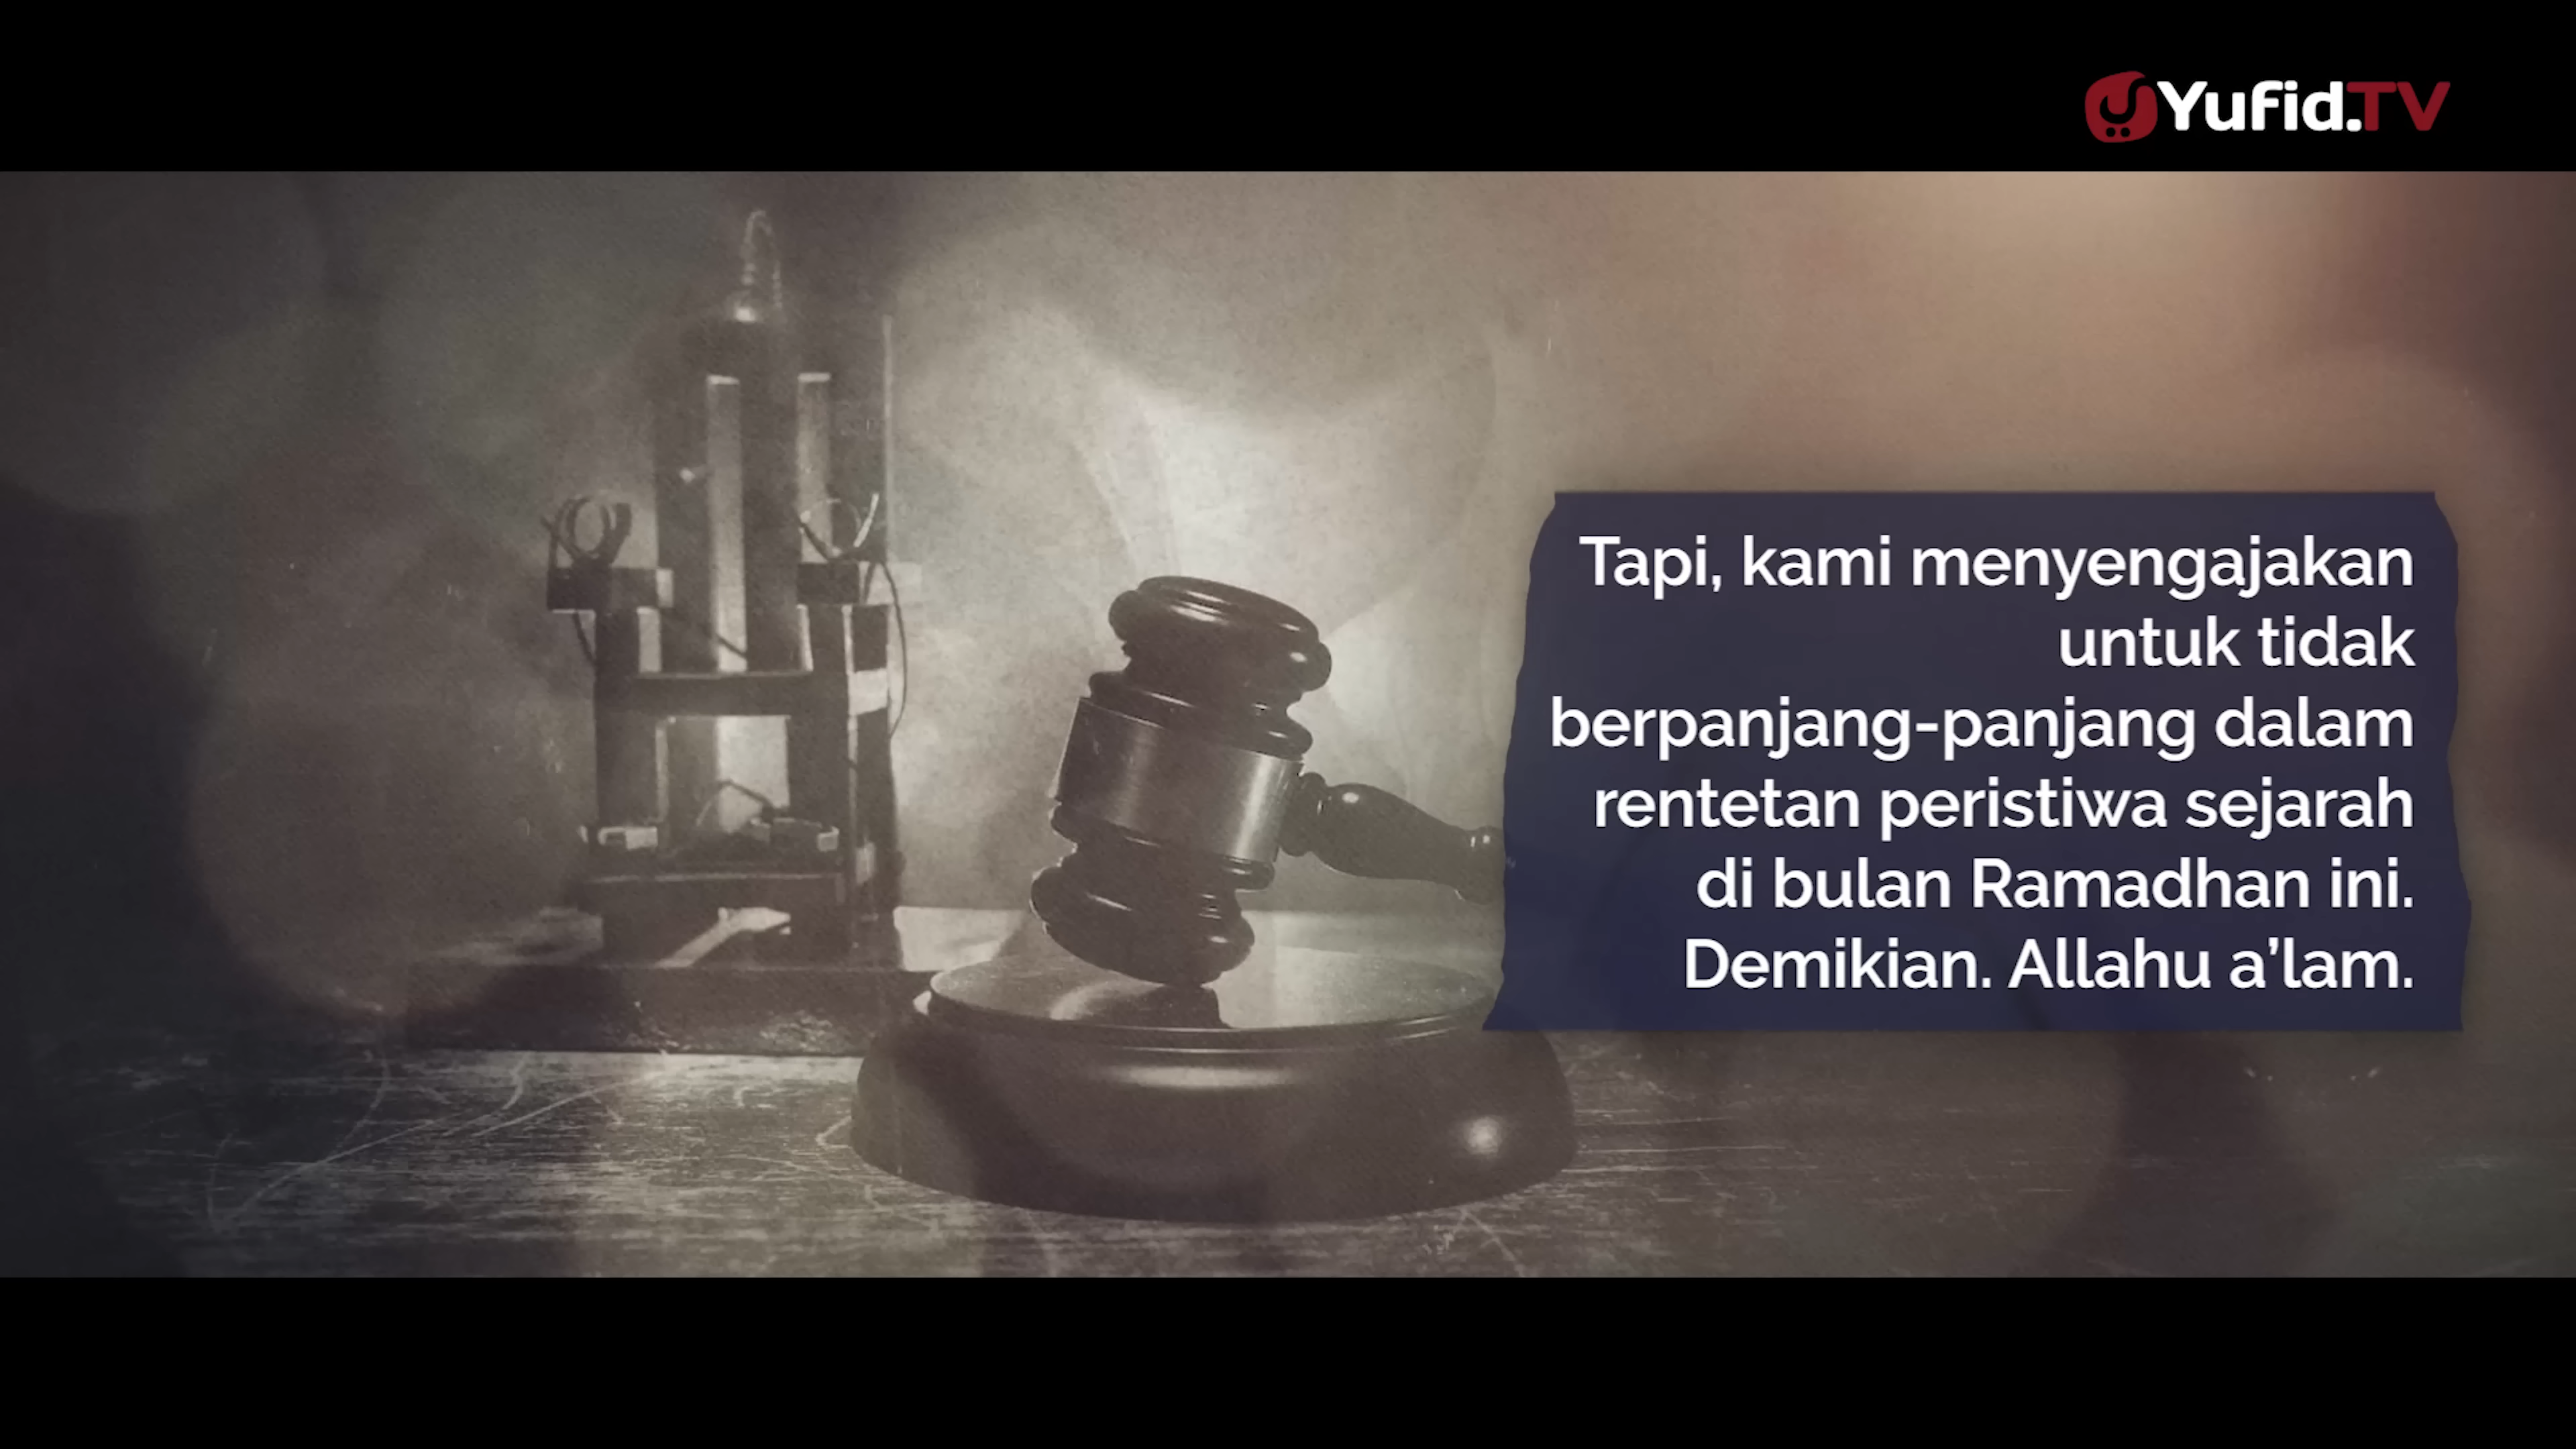 Yufid.TV
Tapi, kami menyengajakan
untuk tidak
berpanjang-panjang dalam
rentetan peristiwa sejarah
di bulan Ramadhan ini.
Demikian. Allahu a’lam.